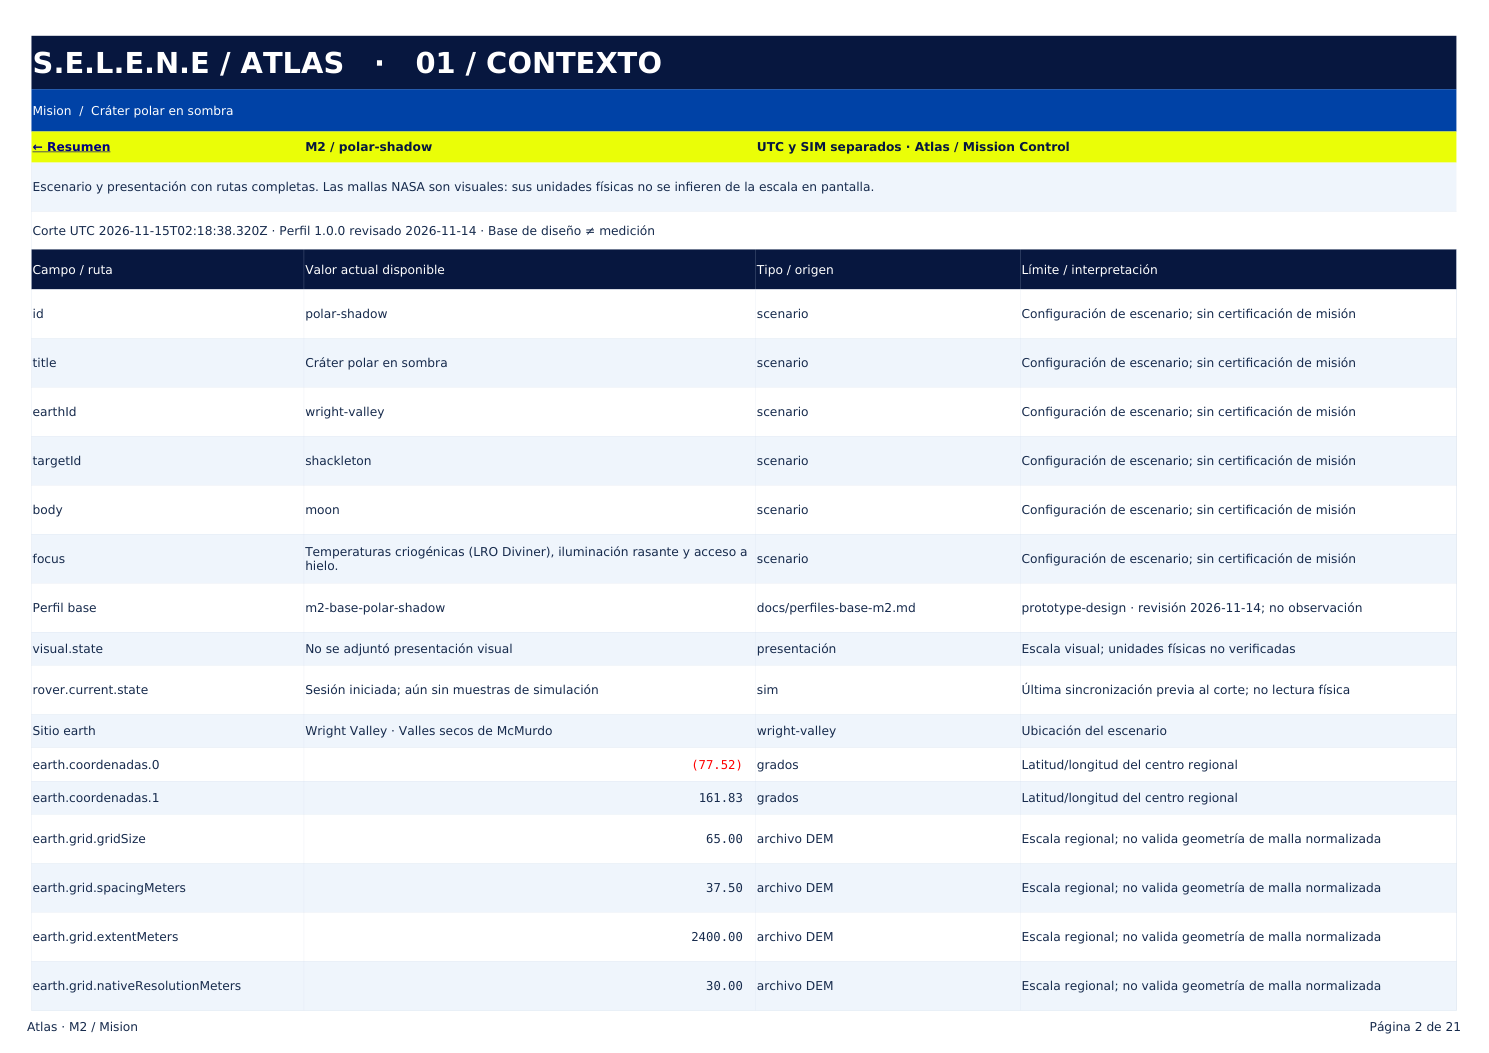 S.E.L.E.N.E / ATLAS · 01 / CONTEXTO
Mision / Cráter polar en sombra
← Resumen M2 / polar-shadow UTC y SIM separados · Atlas / Mission Control
Escenario y presentación con rutas completas. Las mallas NASA son visuales: sus unidades físicas no se infieren de la escala en pantalla.
Corte UTC 2026-11-15T02:18:38.320Z · Perfil 1.0.0 revisado 2026-11-14 · Base de diseño ≠ medición
Campo / ruta Valor actual disponible Tipo / origen Límite / interpretación
id polar-shadow scenario Configuración de escenario; sin certificación de misión
title Cráter polar en sombra scenario Configuración de escenario; sin certificación de misión
earthId wright-valley scenario Configuración de escenario; sin certificación de misión
targetId shackleton scenario Configuración de escenario; sin certificación de misión
body moon scenario Configuración de escenario; sin certificación de misión
focus Temperaturas criogénicas (LRO Diviner), iluminación rasante y acceso a
hielo. scenario Configuración de escenario; sin certificación de misión
Perfil base m2-base-polar-shadow docs/perfiles-base-m2.md prototype-design · revisión 2026-11-14; no observación
visual.state No se adjuntó presentación visual presentación Escala visual; unidades físicas no verificadas
rover.current.state Sesión iniciada; aún sin muestras de simulación sim Última sincronización previa al corte; no lectura física
Sitio earth Wright Valley · Valles secos de McMurdo wright-valley Ubicación del escenario
earth.coordenadas.0 (77.52) grados Latitud/longitud del centro regional
earth.coordenadas.1 161.83 grados Latitud/longitud del centro regional
earth.grid.gridSize 65.00 archivo DEM Escala regional; no valida geometría de malla normalizada
earth.grid.spacingMeters 37.50 archivo DEM Escala regional; no valida geometría de malla normalizada
earth.grid.extentMeters 2400.00 archivo DEM Escala regional; no valida geometría de malla normalizada
earth.grid.nativeResolutionMeters 30.00 archivo DEM Escala regional; no valida geometría de malla normalizada
Atlas · M2 / Mision Página 2 de 21